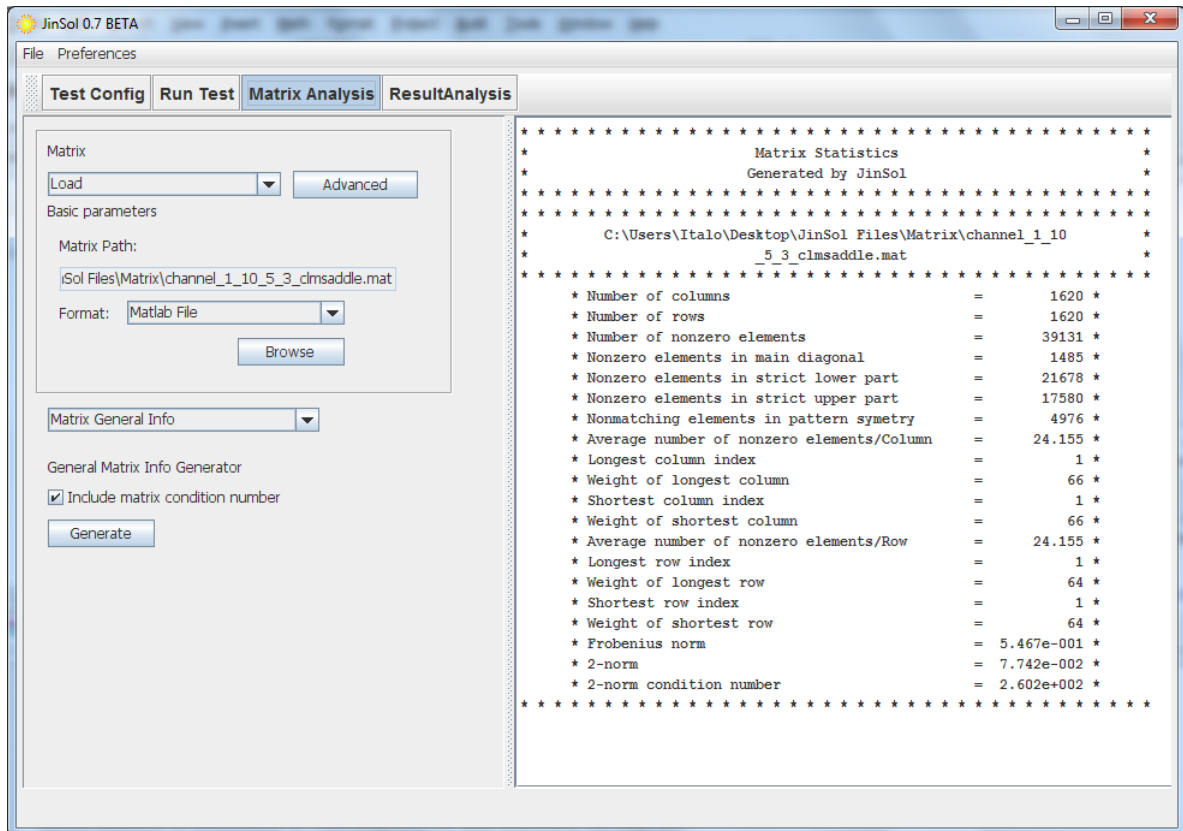 JinSol 0.7 BETA
File Preferences
Test Config Run Test Matrix Analysis ResultAnalysis
Matrix
Load Advanced
Basic parameters
Matrix Path:
iSol Files\Matrix\channel_1_10_5_3_clmsaddle.mat
Format: Matlab File
Browse
Matrix General Info
General Matrix Info Generator
Include matrix condition number
Generate
* * * * * * * * * * * * * * * * * * * * * * * * * * * * * * * * * * * * * *
* Matrix Statistics *
* Generated by JinSol *
* * * * * * * * * * * * * * * * * * * * * * * * * * * * * * * * * * * * * *
* * * * * * * * * * * * * * * * * * * * * * * * * * * * * * * * * * * * * *
* C:\Users\Italo\Desktop\JinSol Files\Matrix\channel_1_10 *
* _5_3_clmsaddle.mat *
* * * * * * * * * * * * * * * * * * * * * * * * * * * * * * * * * * * * * *
* Number of columns = 1620 *
* Number of rows = 1620 *
* Number of nonzero elements = 39131 *
* Nonzero elements in main diagonal = 1485 *
* Nonzero elements in strict lower part = 21678 *
* Nonzero elements in strict upper part = 17580 *
* Nonmatching elements in pattern symetry = 4976 *
* Average number of nonzero elements/Column = 24.155 *
* Longest column index = 1 *
* Weight of longest column = 66 *
* Shortest column index = 1 *
* Weight of shortest column = 66 *
* Average number of nonzero elements/Row = 24.155 *
* Longest row index = 1 *
* Weight of longest row = 64 *
* Shortest row index = 1 *
* Weight of shortest row = 64 *
* Frobenius norm = 5.467e-001 *
* 2-norm = 7.742e-002 *
* 2-norm condition number = 2.602e+002 *
* * * * * * * * * * * * * * * * * * * * * * * * * * * * * * * * * * * * * *